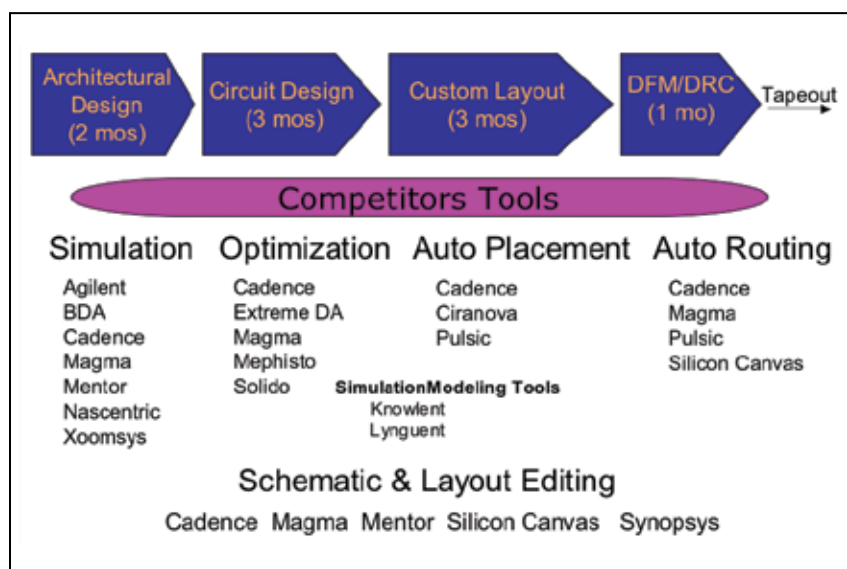 Architectural
Design
(2 mos)
Circuit Design
(3 mos)
Custom Layout
(3 mos)
DFM/DRC
(1 mo)
Tapeout
Competitors Tools
Simulation
Agilent
BDA
Cadence
Magma
Mentor
Nascentric
Xoomsys
Optimization
Cadence
Extreme DA
Magma
Mephisto
Solido
Auto Placement
Cadence
Ciranova
Pulsic
SimulationModeling Tools
Knowlent
Lynguent
Auto Routing
Cadence
Magma
Pulsic
Silicon Canvas
Schematic & Layout Editing
Cadence Magma Mentor Silicon Canvas Synopsys